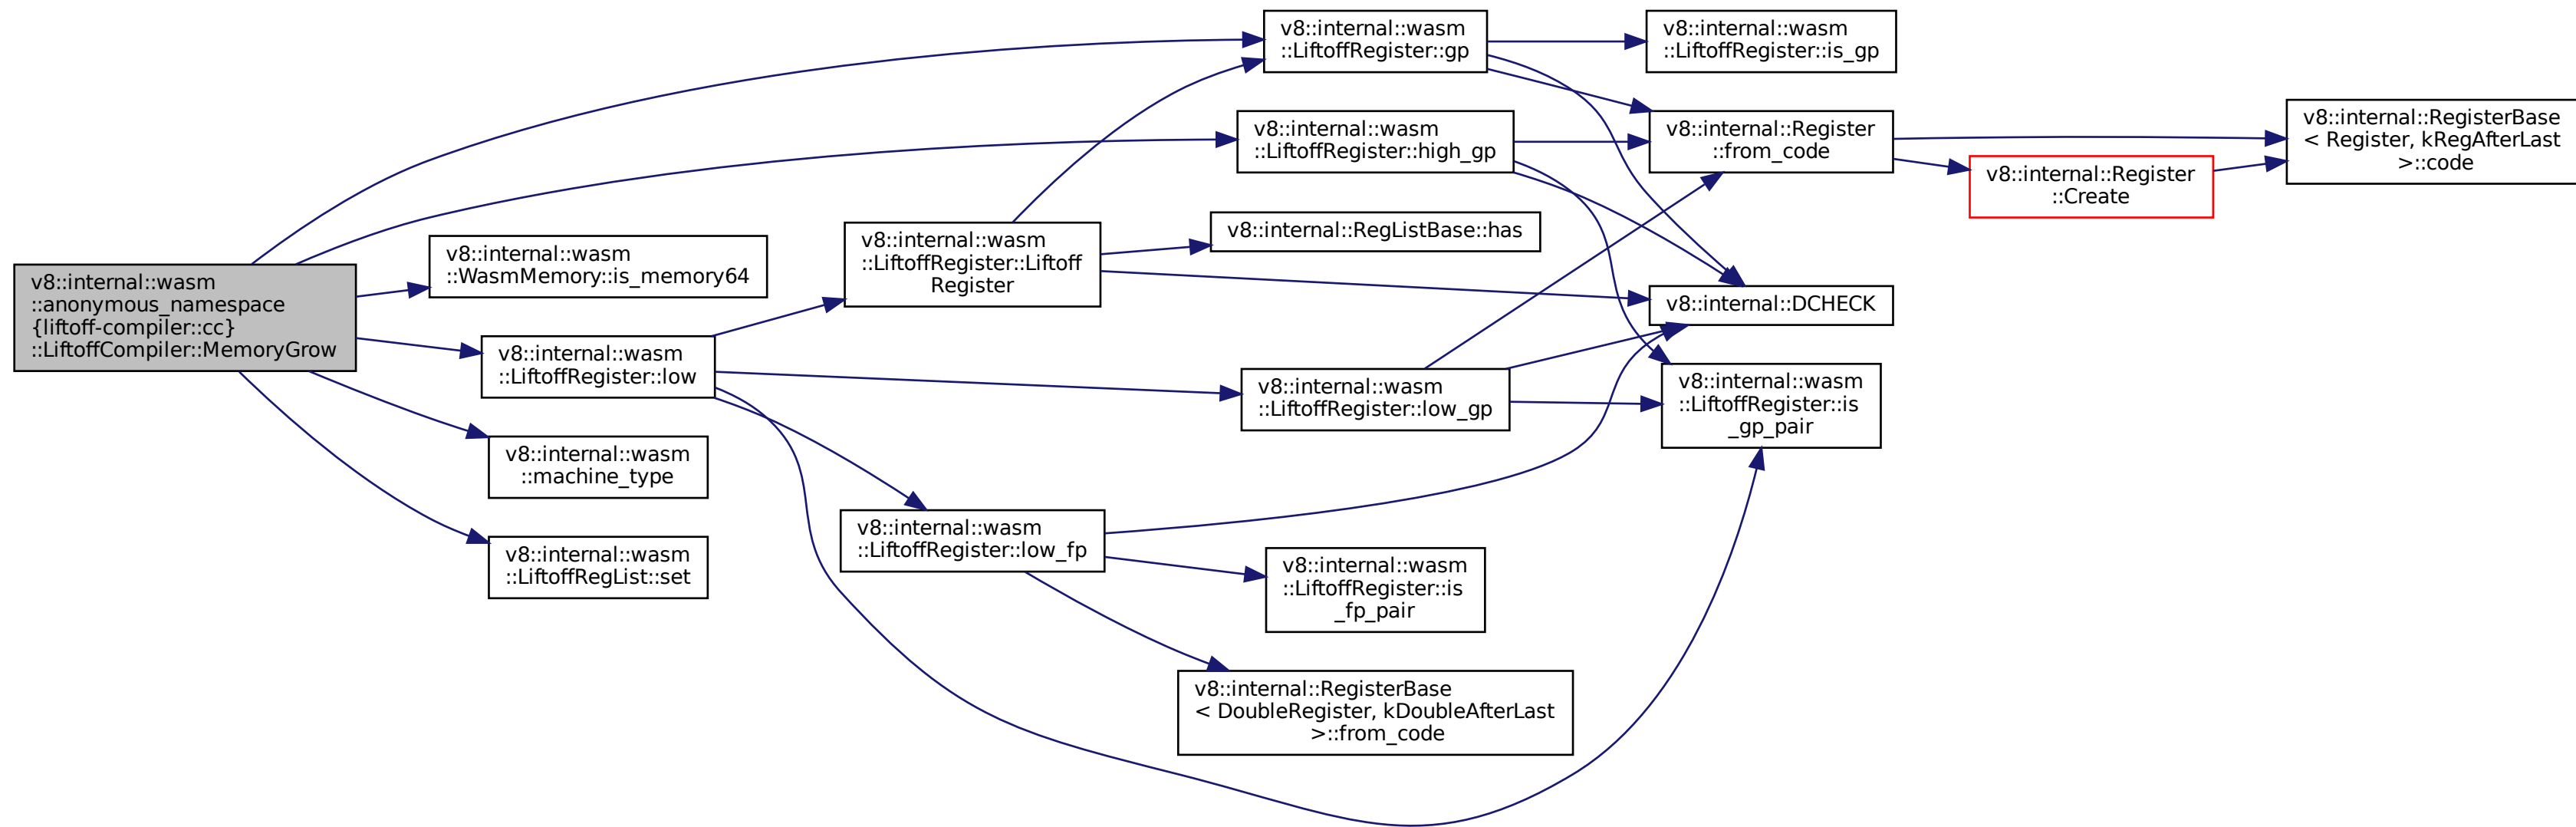 v8::internal::wasm
::anonymous_namespace
{liftoff-compiler::cc}
::LiftoffCompiler::MemoryGrow
v8::internal::wasm
::WasmMemory::is_memory64
v8::internal::wasm
::LiftoffRegister::low
v8::internal::wasm
::machine_type
v8::internal::wasm
::LiftoffRegList::set
v8::internal::wasm
::LiftoffRegister::Liftoff
Register
v8::internal::wasm
::LiftoffRegister::low_fp
v8::internal::wasm
::LiftoffRegister::gp
v8::internal::wasm
::LiftoffRegister::high_gp
v8::internal::RegListBase::has
v8::internal::wasm
::LiftoffRegister::low_gp
v8::internal::wasm
::LiftoffRegister::is
_fp_pair
v8::internal::RegisterBase
< DoubleRegister, kDoubleAfterLast
>::from_code
v8::internal::wasm
::LiftoffRegister::is_gp
v8::internal::Register
::from_code
v8::internal::DCHECK
v8::internal::wasm
::LiftoffRegister::is
_gp_pair
v8::internal::Register
::Create
v8::internal::RegisterBase
< Register, kRegAfterLast
>::code